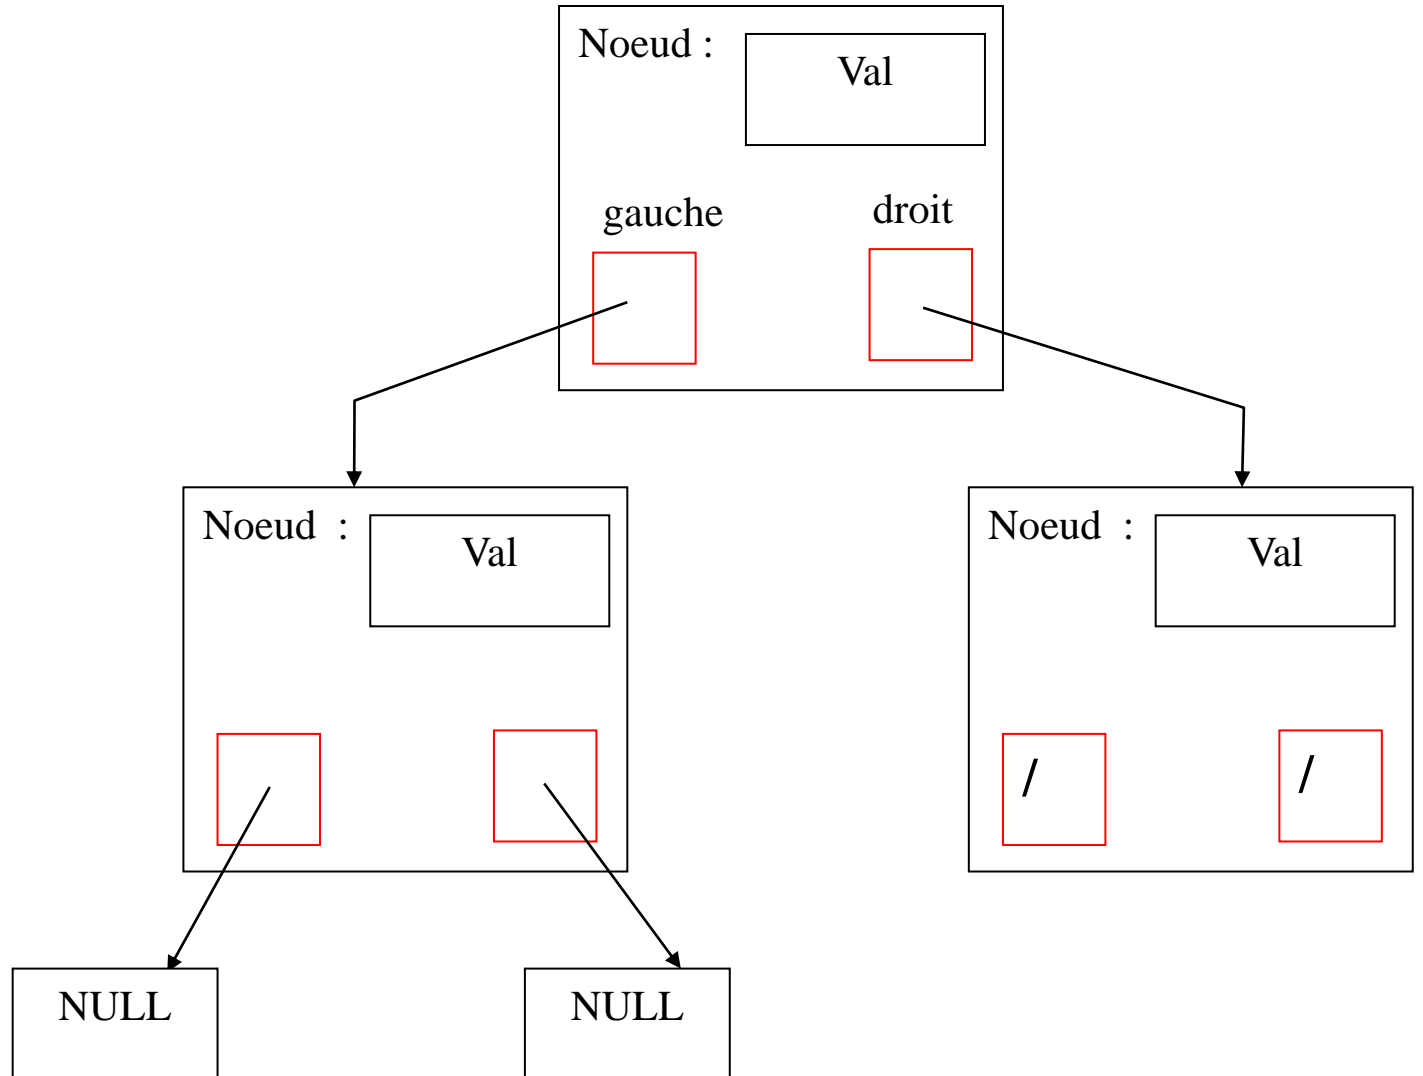 Noeud :
Val
gauche
droit
Noeud :
Val
Noeud :
Val
/
/
NULL
NULL